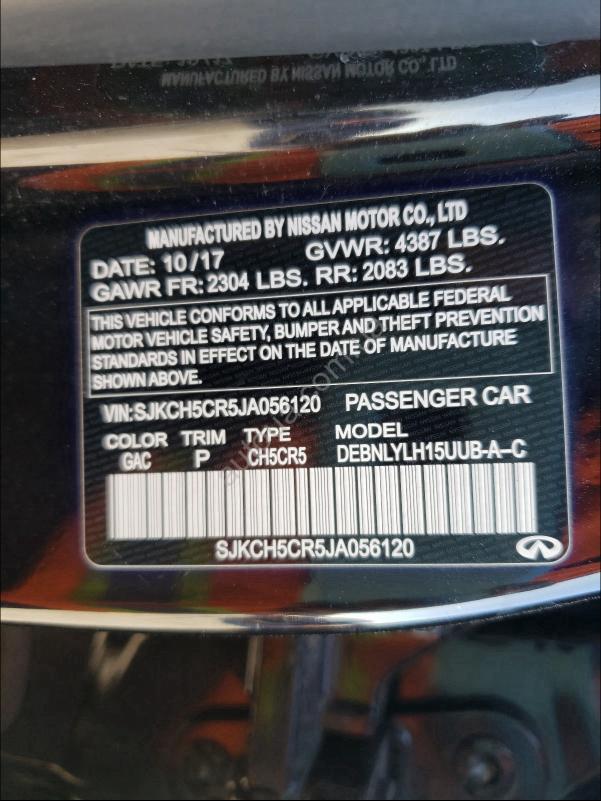 MANUFACTURED BY NISSAN MOTOR CO., LTD
DATE: 10/17 GVWR: 4387 LBS.
GAWR FR: 2304 LBS. RR: 2083 LBS.
THIS VEHICLE CONFORMS TO ALL APPLICABLE FEDERAL
MOTOR VEHICLE SAFETY, BUMPER AND THEFT PREVENTION
STANDARDS IN EFFECT ON THE DATE OF MANUFACTURE
SHOWN ABOVE.
VIN:SJKCH5CR5JA056120 PASSENGER CAR
COLOR TRIM TYPE MODEL
GAC P CH5CR5 DEBNLYLH15UUB-A-C
SJKCH5CR5JA056120